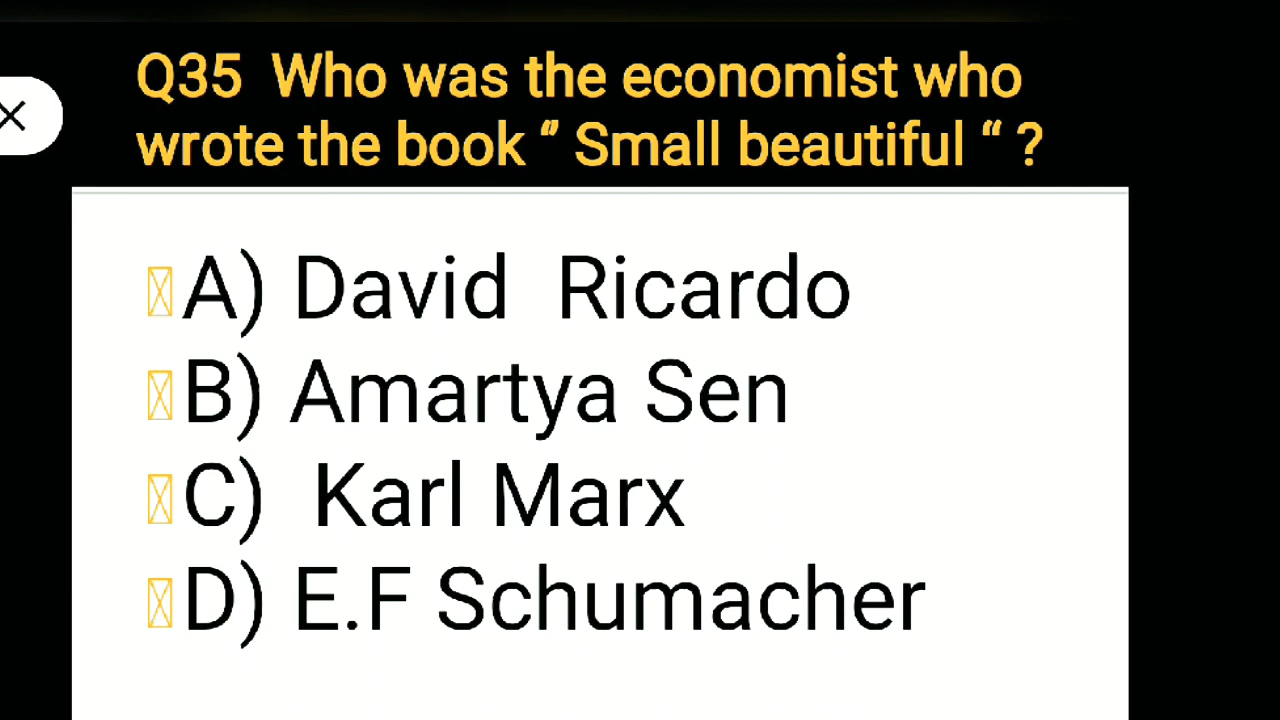 Q35 Who was the economist who
wrote the book “ Small beautiful “ ?
A) David Ricardo
B) Amartya Sen
C) Karl Marx
D) E.F Schumacher